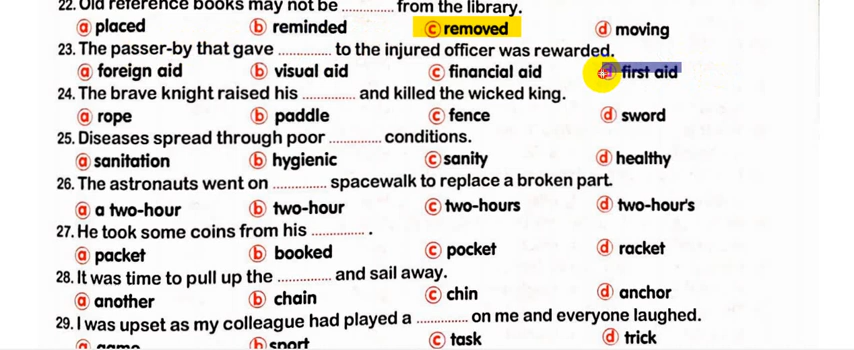 22. Old reference books may not be ............ from the library.
ⓐ placed ⓑ reminded ⓒ removed ⓓ moving
23. The passer-by that gave ............ to the injured officer was rewarded.
ⓐ foreign aid ⓑ visual aid ⓒ financial aid ⓓ first aid
24. The brave knight raised his ............ and killed the wicked king.
ⓐ rope ⓑ paddle ⓒ fence ⓓ sword
25. Diseases spread through poor ............ conditions.
ⓐ sanitation ⓑ hygienic ⓒ sanity ⓓ healthy
26. The astronauts went on ............ spacewalk to replace a broken part.
ⓐ a two-hour ⓑ two-hour ⓒ two-hours ⓓ two-hour's
27. He took some coins from his ............ .
ⓐ packet ⓑ booked ⓒ pocket ⓓ racket
28. It was time to pull up the ............ and sail away.
ⓐ another ⓑ chain ⓒ chin ⓓ anchor
29. I was upset as my colleague had played a ............ on me and everyone laughed.
ⓐ game ⓑ sport ⓒ task ⓓ trick